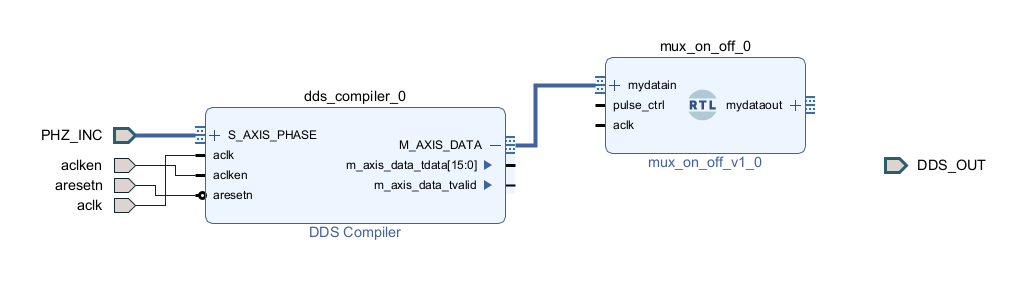 mux_on_off_0
mydatain
pulse_ctrl
aclk
RTL
mydataout
mux_on_off_v1_0
dds_compiler_0
S_AXIS_PHASE
aclk
aclken
aresetn
M_AXIS_DATA
m_axis_data_tdata[15:0]
m_axis_data_tvalid
DDS Compiler
PHZ_INC
aclken
aresetn
aclk
DDS_OUT